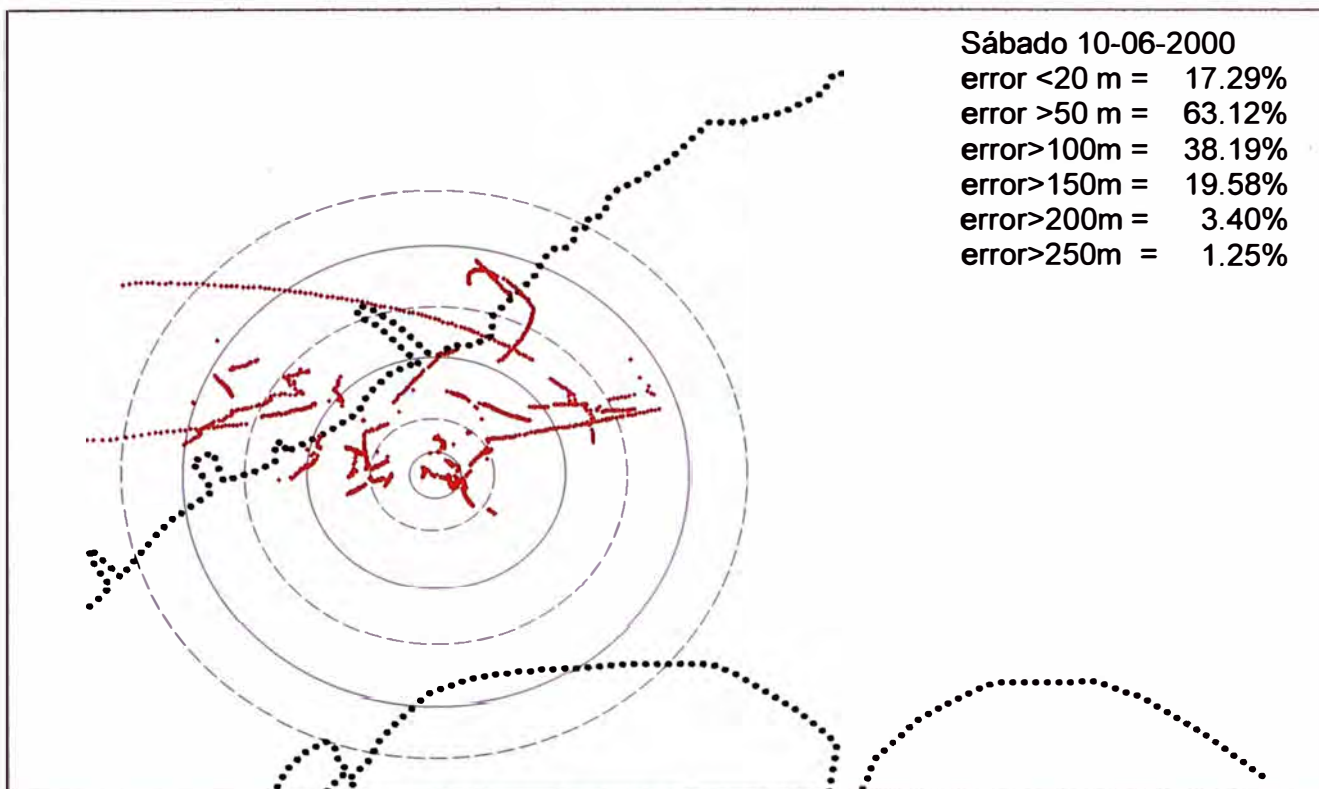 Sábado 10-06-2000
error <20 m = 17.29%
error >50 m = 63.12%
error>100m = 38.19%
error>150m = 19.58%
error>200m = 3.40%
error>250m = 1.25%